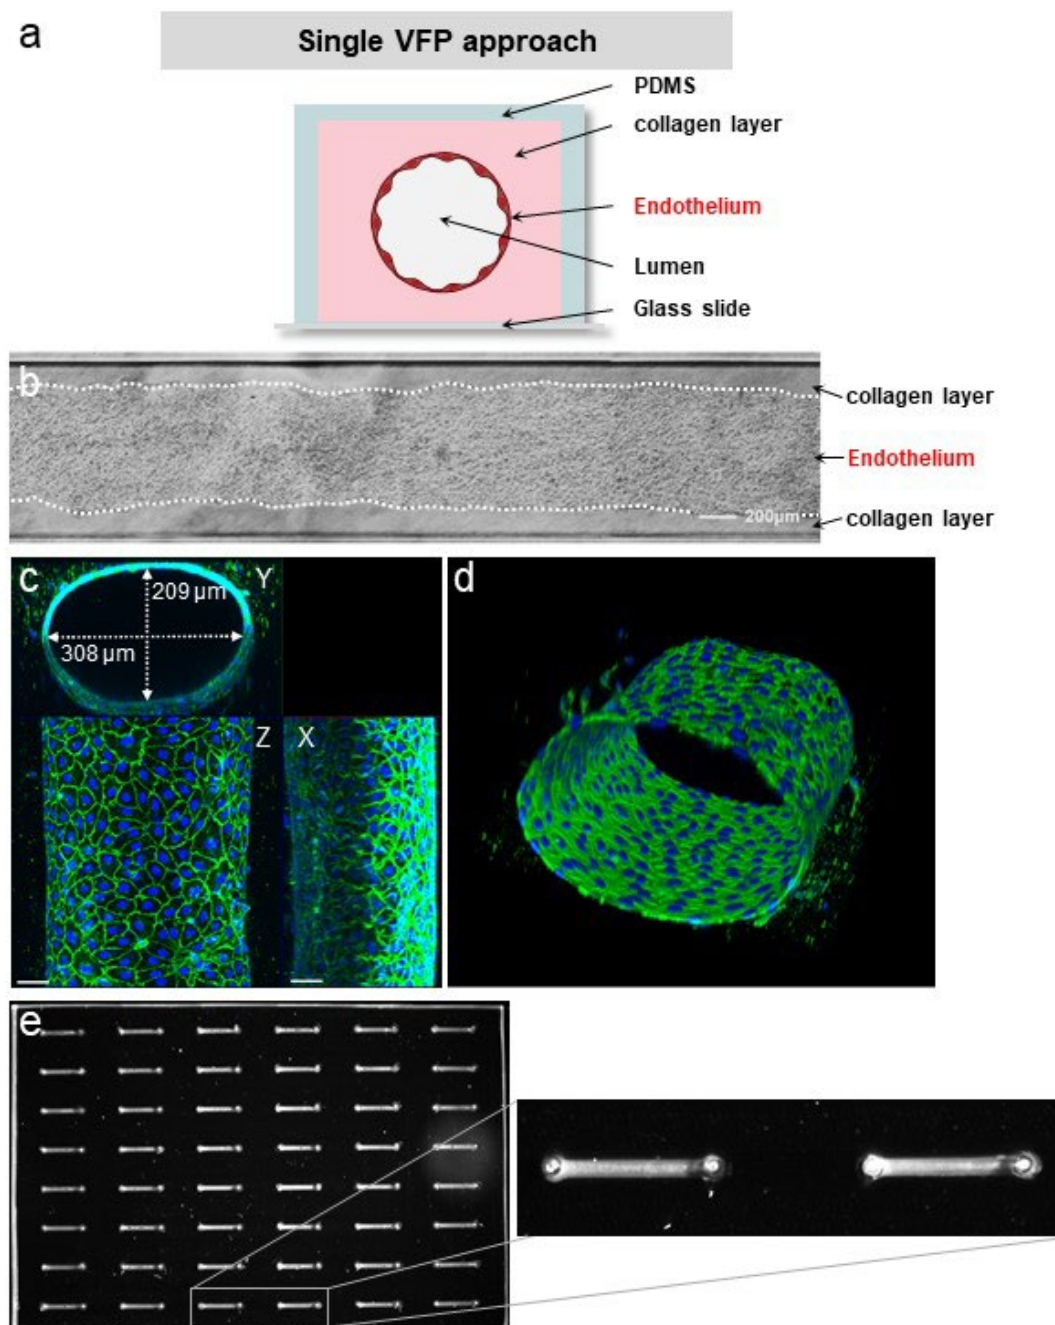 a
Single VFP approach
PDMS
collagen layer
Endothelium
Lumen
Glass slide
b
collagen layer
Endothelium
200µm
collagen layer
c
Y
209 µm
308 µm
Z
X
d
e